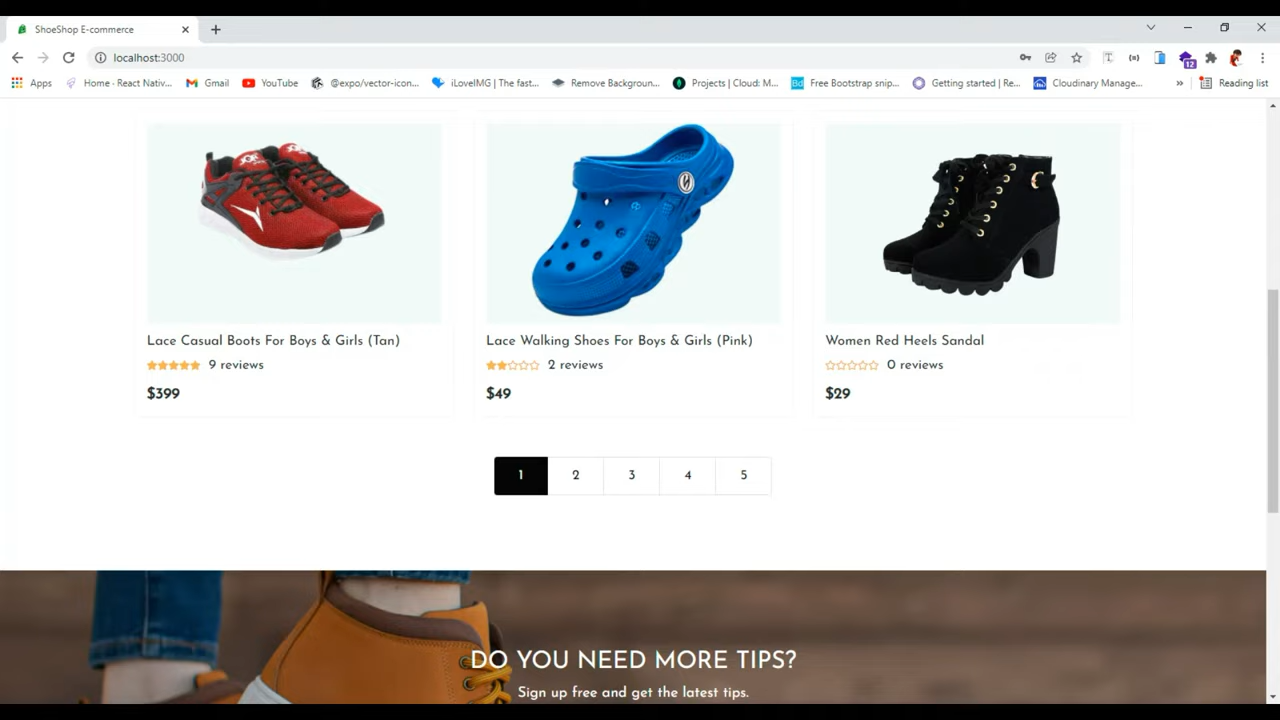 ShoeShop E-commerce
localhost:3000
Apps
Home - React Nativ...
Gmail
YouTube
@expo/vector-icon...
iLoveIMG | The fast...
Remove Backgroun...
Projects | Cloud: M...
Bd
Free Bootstrap snip...
Getting started | Re...
Cloudinary Manage...
»
Reading list
12
Lace Casual Boots For Boys & Girls (Tan)
9 reviews
$399
Lace Walking Shoes For Boys & Girls (Pink)
2 reviews
$49
Women Red Heels Sandal
0 reviews
$29
1 2 3 4 5
DO YOU NEED MORE TIPS?
Sign up free and get the latest tips.